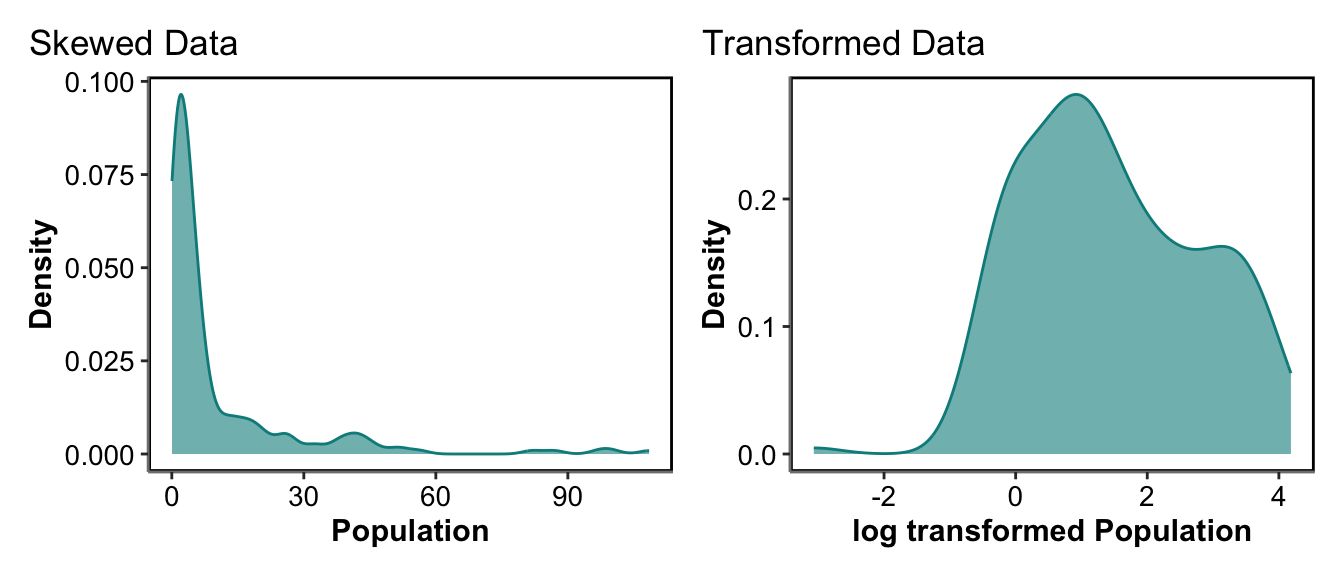 Skewed Data
0.100
0.075
0.050
0.025
0.000
Density
0 30 60 90
Population
Transformed Data
0.2
0.1
0.0
Density
-2 0 2 4
log transformed Population